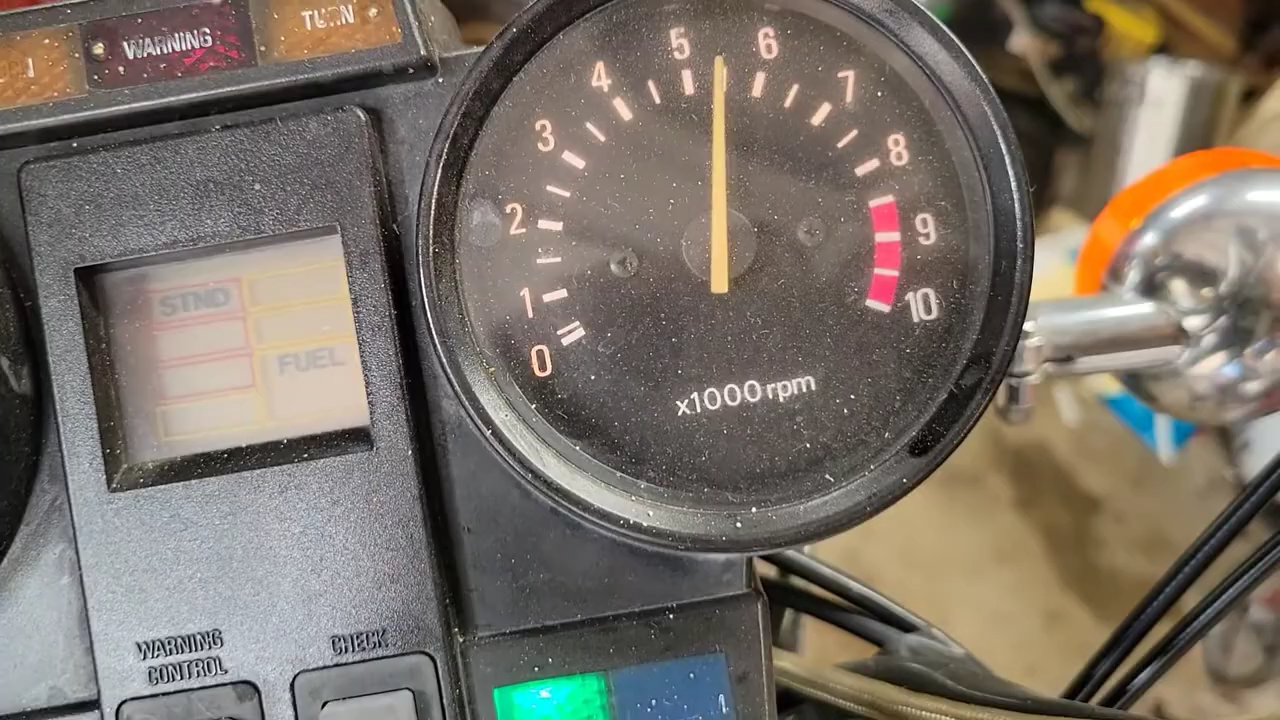 WARNING
TURN
5
6
4
7
3
8
2
9
1
10
0
x1000 rpm
STND
FUEL
WARNING
CONTROL
CHECK